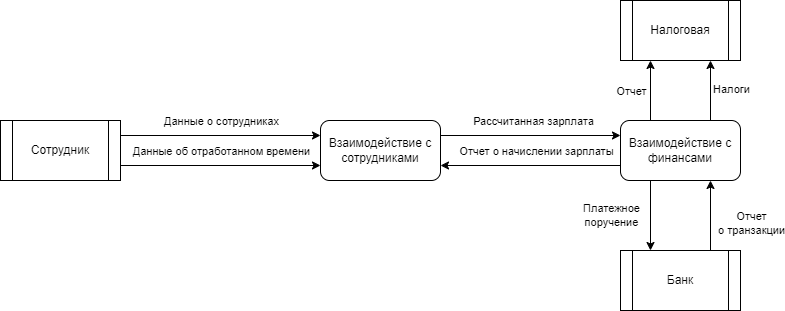 Налоговая
Отчет
Налоги
Данные о сотрудниках
Рассчитанная зарплата
Сотрудник
Взаимодействие с
сотрудниками
Взаимодействие с
финансами
Данные об отработанном времени
Отчет о начислении зарплаты
Платежное
поручение
Отчет
о транзакции
Банк